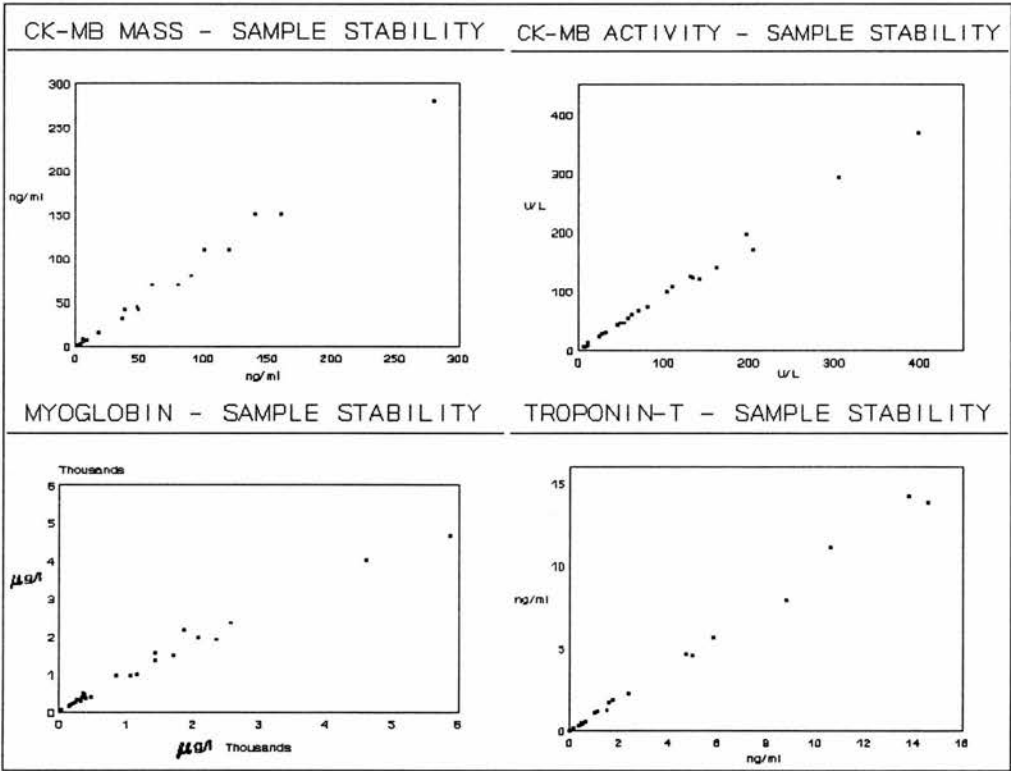 CK-MB MASS - SAMPLE STABILITY
300
250
200
ng/ml
150
100
50
0
0 50 100 150 200 250 300
ng/ml
CK-MB ACTIVITY - SAMPLE STABILITY
400
300
U/L
200
100
0
0 100 200 300 400
U/L
MYOGLOBIN - SAMPLE STABILITY
Thousands
6
5
4
µg/l
3
2
1
0
0 1 2 3 4 5 6
µg/l Thousands
TROPONIN-T - SAMPLE STABILITY
15
10
ng/ml
5
0
0 2 4 6 8 10 12 14 16
ng/ml